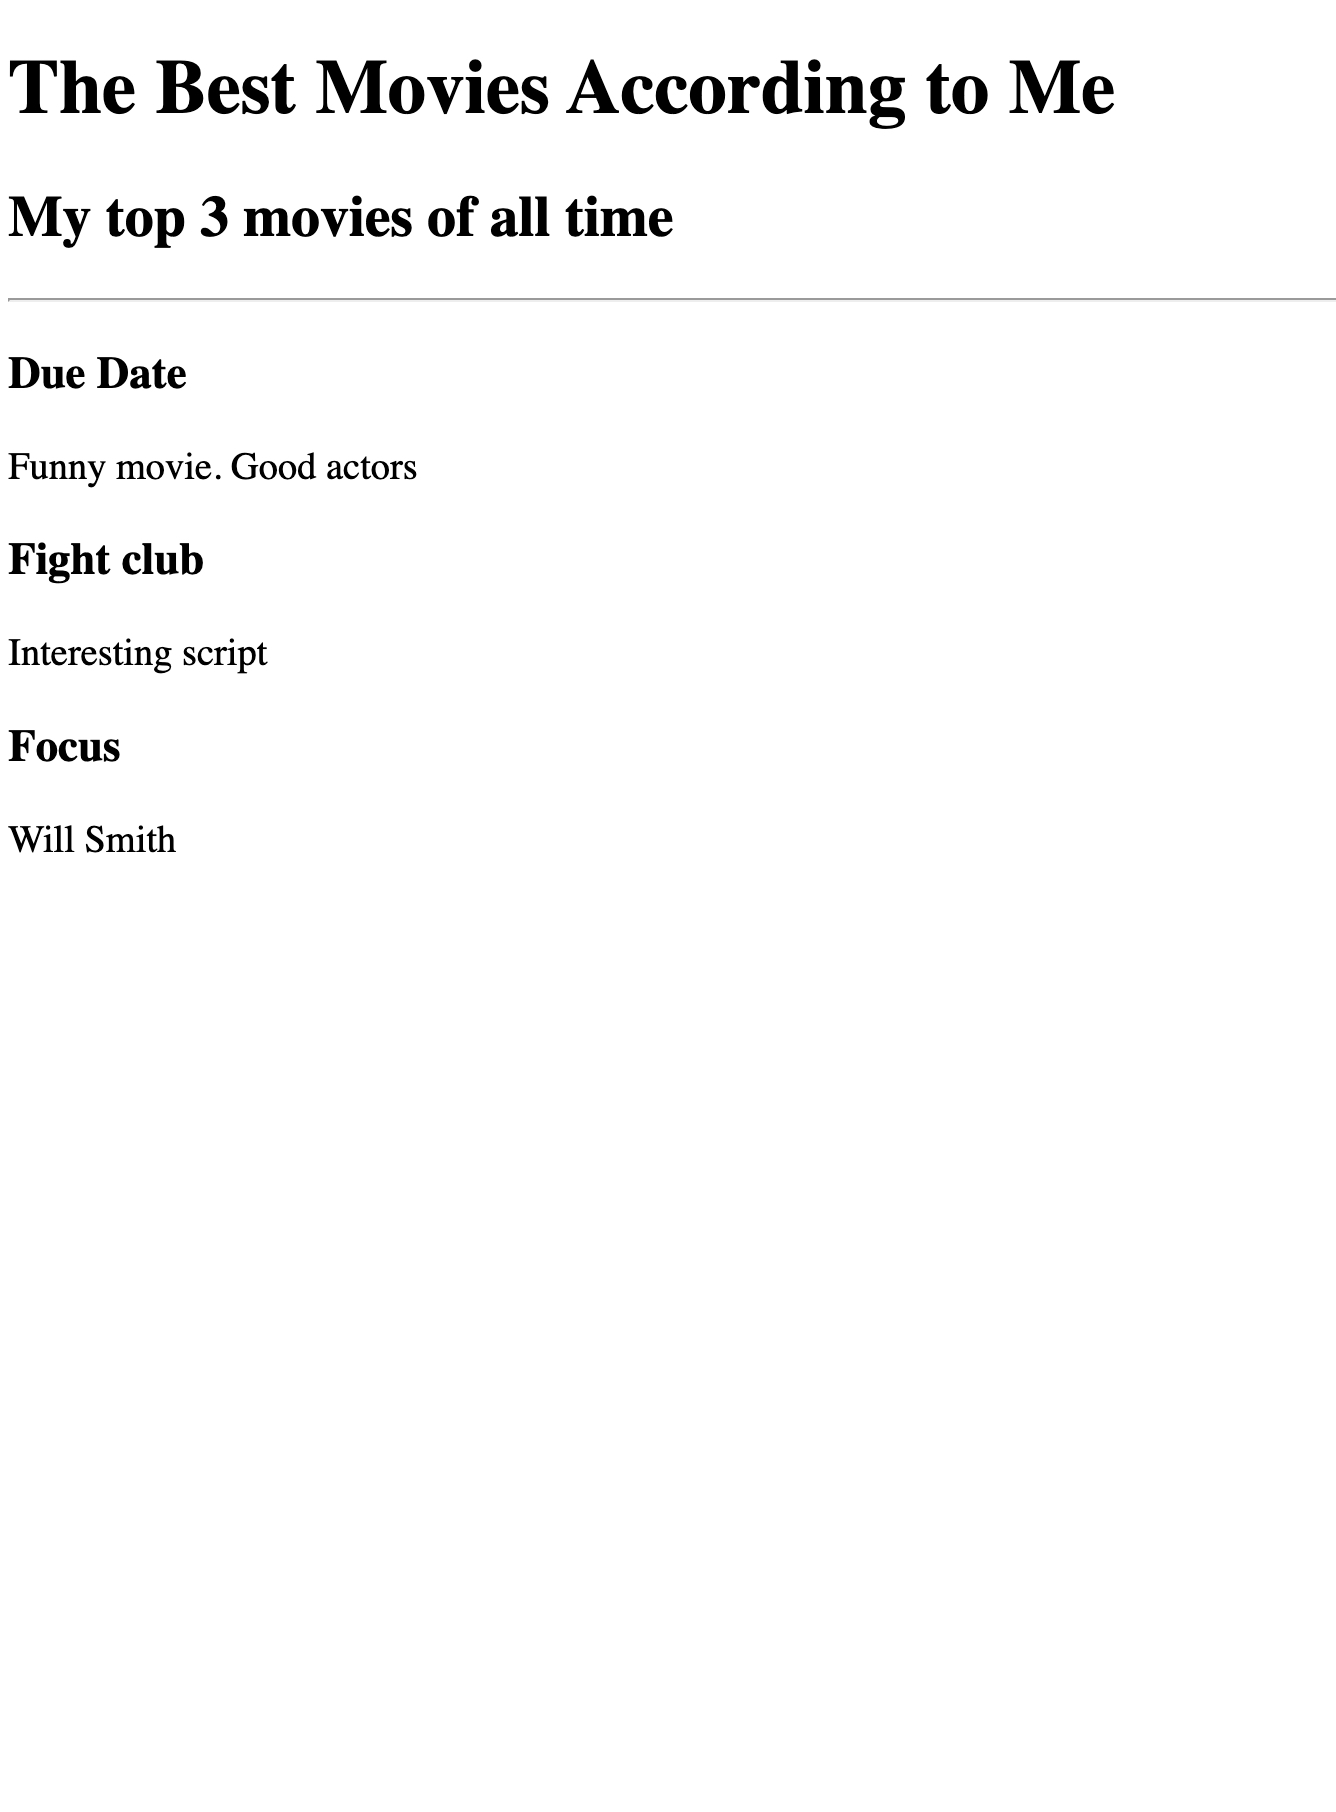 The Best Movies According to Me
My top 3 movies of all time
Due Date
Funny movie. Good actors
Fight club
Interesting script
Focus
Will Smith